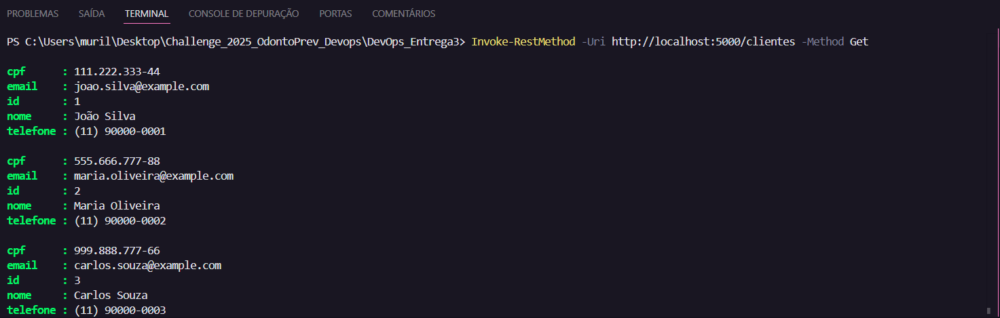 PROBLEMAS SAÍDA TERMINAL CONSOLE DE DEPURAÇÃO PORTAS COMENTÁRIOS
PS C:\Users\muril\Desktop\Challenge_2025_OdontoPrev_Devops\DevOps_Entrega3> Invoke-RestMethod -Uri http://localhost:5000/clientes -Method Get
cpf : 111.222.333-44
email : joao.silva@example.com
id : 1
nome : João Silva
telefone : (11) 90000-0001
cpf : 555.666.777-88
email : maria.oliveira@example.com
id : 2
nome : Maria Oliveira
telefone : (11) 90000-0002
cpf : 999.888.777-66
email : carlos.souza@example.com
id : 3
nome : Carlos Souza
telefone : (11) 90000-0003